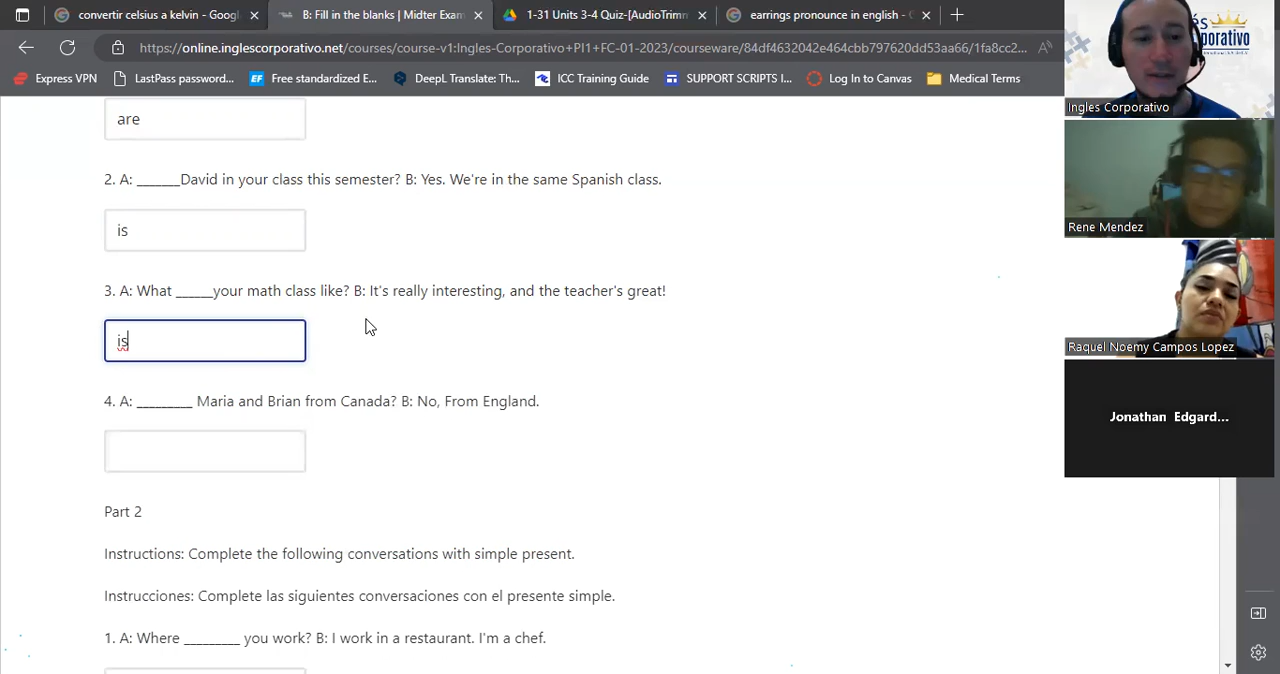 convertir celsius a kelvin - Googl
B: Fill in the blanks | Midter Exam
1-31 Units 3-4 Quiz-[AudioTrimm
earrings pronounce in english - G
https://online.inglescorporativo.net/courses/course-v1:Ingles-Corporativo+PI1+FC-01-2023/courseware/84df4632042e464cbb797620dd53aa66/1fa8cc2...
Express VPN
LastPass password...
Free standardized E...
DeepL Translate: Th...
ICC Training Guide
SUPPORT SCRIPTS I...
Log In to Canvas
Medical Terms
are
2. A: _______David in your class this semester? B: Yes. We're in the same Spanish class.
is
3. A: What ______your math class like? B: It's really interesting, and the teacher's great!
is
4. A: _________ Maria and Brian from Canada? B: No, From England.
Part 2
Instructions: Complete the following conversations with simple present.
Instrucciones: Complete las siguientes conversaciones con el presente simple.
1. A: Where _________ you work? B: I work in a restaurant. I'm a chef.
Ingles Corporativo
Rene Mendez
Raquel Noemy Campos Lopez
Jonathan Edgard...